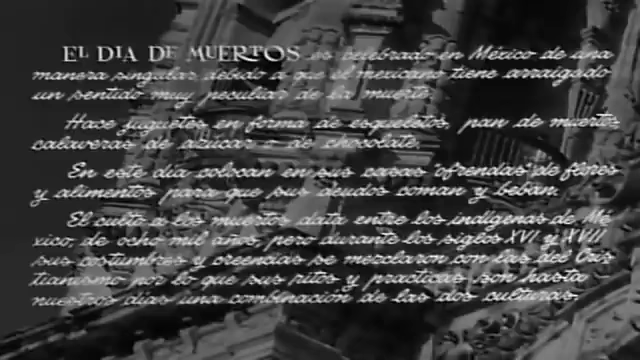 EL DIA DE MUERTOS es celebrado en México de una
manera singular, debido a que el mexicano tiene arraigado
un sentido muy peculiar de la muerte.
Hace juguetes en forma de esqueletos, pan de muerto,
calaveras de azúcar o de chocolate.
En este día colocan en sus casas "ofrendas" de flores
y alimentos para que sus deudos coman y beban.
El culto a los muertos data entre los indígenas de Mé
xico, de ocho mil años, pero durante los siglos XVI y XVII
sus costumbres y creencias se mezclaron con las del Cris
tianismo por lo que sus ritos y practicas son hasta
nuestros días una combinación de las dos culturas.